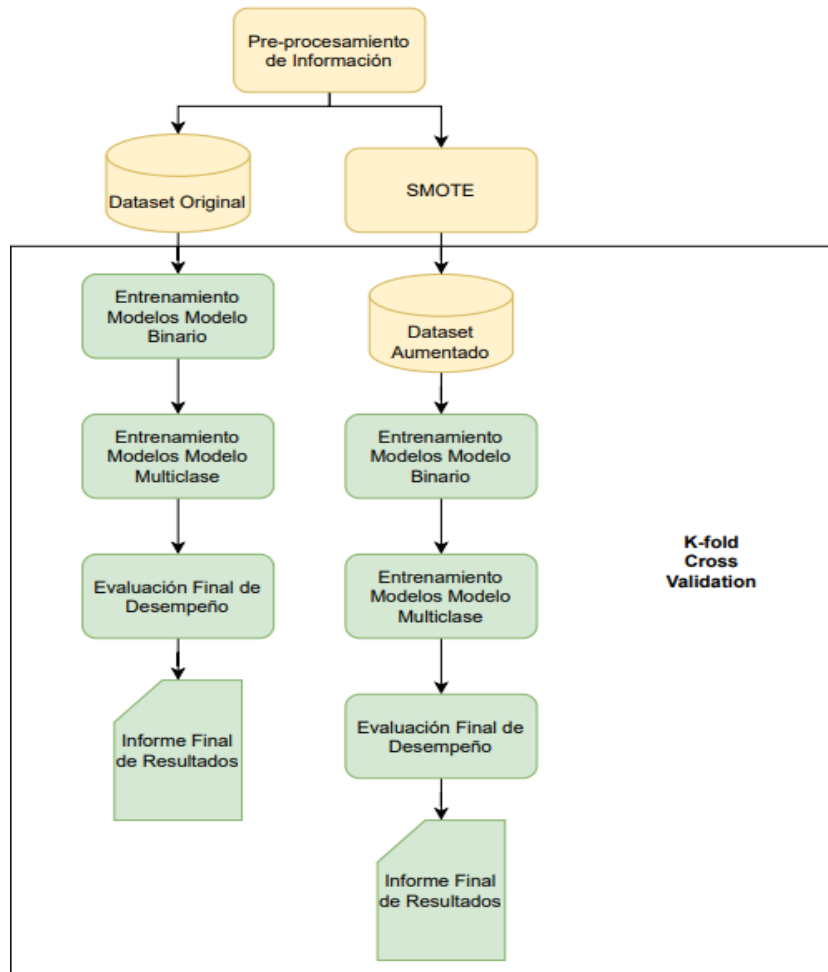 Pre-procesamiento
de Información
Dataset Original
SMOTE
Entrenamiento
Modelos Modelo
Binario
Dataset
Aumentado
Entrenamiento
Modelos Modelo
Multiclase
Entrenamiento
Modelos Modelo
Binario
Evaluación Final de
Desempeño
Entrenamiento
Modelos Modelo
Multiclase
K-fold
Cross
Validation
Informe Final
de Resultados
Evaluación Final de
Desempeño
Informe Final
de Resultados